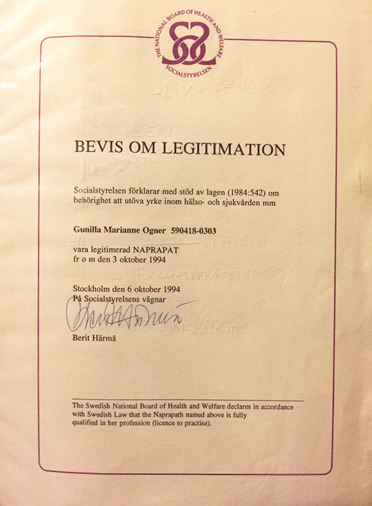 THE NATIONAL BOARD OF HEALTH AND WELFARE
SOCIALSTYRELSEN
BEVIS OM LEGITIMATION
Socialstyrelsen förklarar med stöd av lagen (1984:542) om
behörighet att utöva yrke inom hälso- och sjukvården mm
Gunilla Marianne Ogner 590418-0303
vara legitimerad NAPRAPAT
fr o m den 3 oktober 1994
Stockholm den 6 oktober 1994
På Socialstyrelsens vägnar
Berit Härmä
The Swedish National Board of Health and Welfare declares in accordance
with Swedish Law that the Naprapath named above is fully
qualified in her profession (licence to practise).